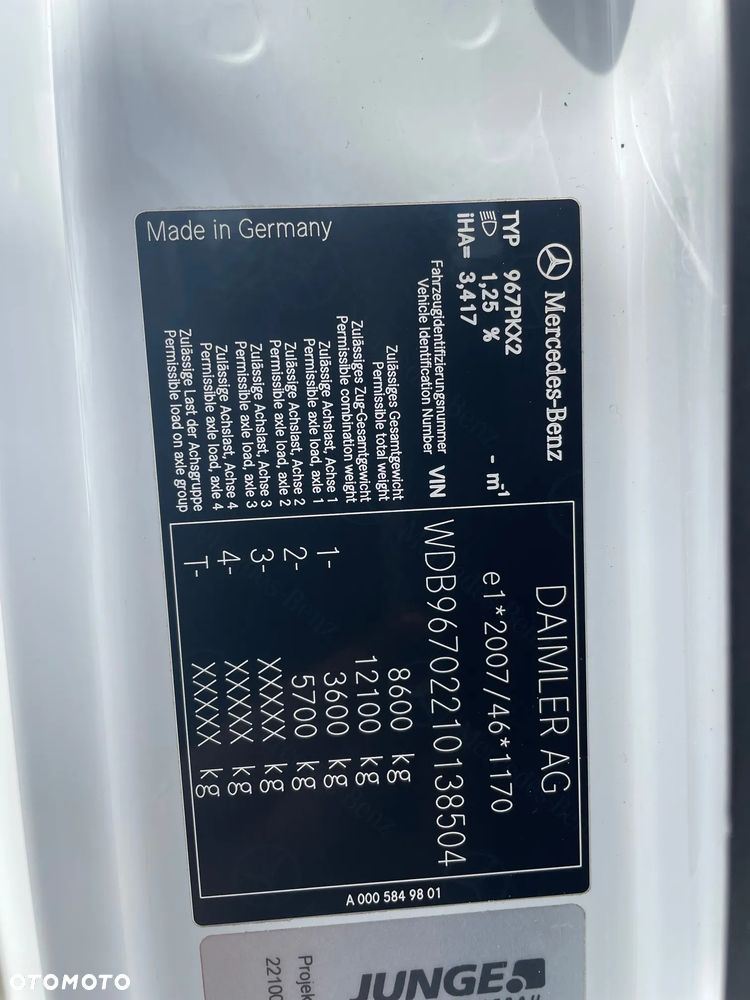 Mercedes-Benz
DAIMLER AG
TYP 967PKX2
e1*2007/46*1170
1,25 % - m-1
iHA= 3,417
Fahrzeugidentifizierungsnummer
Vehicle Identification Number VIN WDB96702210138504
Zulässiges Gesamtgewicht
Permissible total weight 8600 kg
Zulässiges Zug-Gesamtgewicht
Permissible combination weight 12100 kg
Zulässige Achslast, Achse 1
Permissible axle load, axle 1 1- 3600 kg
Zulässige Achslast, Achse 2
Permissible axle load, axle 2 2- 5700 kg
Zulässige Achslast, Achse 3
Permissible axle load, axle 3 3- XXXXX kg
Zulässige Achslast, Achse 4
Permissible axle load, axle 4 4- XXXXX kg
Zulässige Last der Achsgruppe
Permissible load on axle group T- XXXXX kg
Made in Germany
A 000 584 98 01
JUNGE
Projek
2210
OTOMOTO